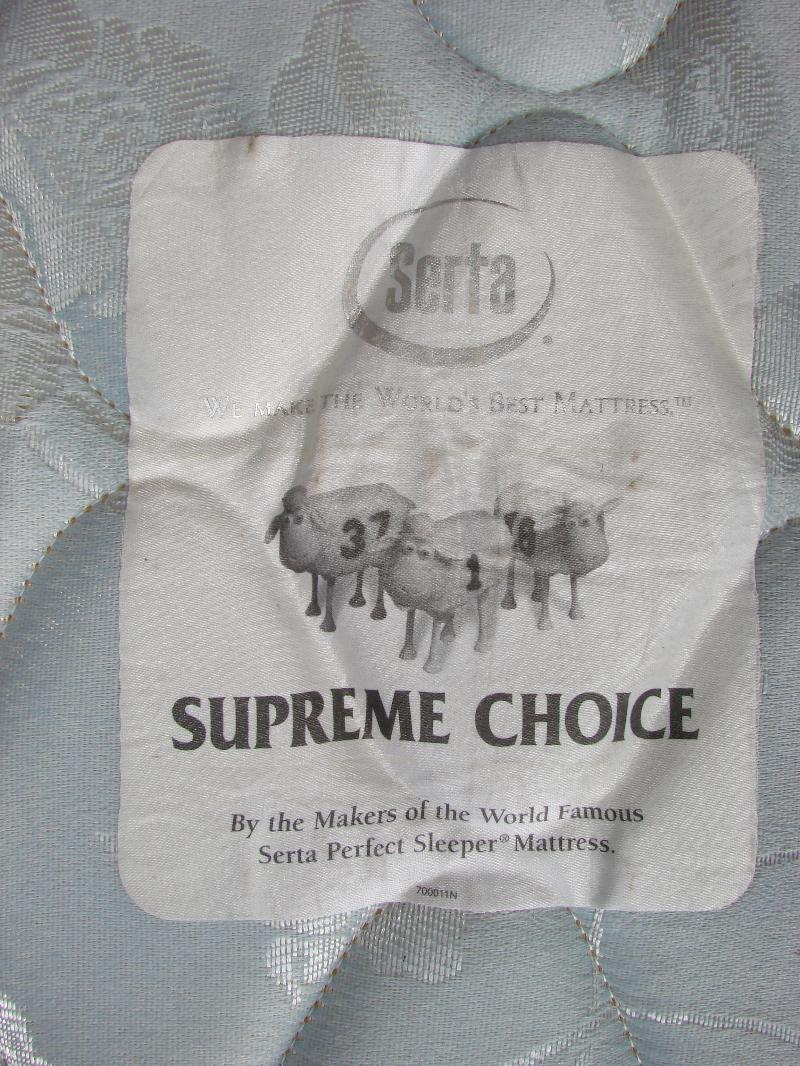 Serta®
WE MAKE THE WORLD'S BEST MATTRESS.™
37 1 76
SUPREME CHOICE
By the Makers of the World Famous
Serta Perfect Sleeper® Mattress.
700011N